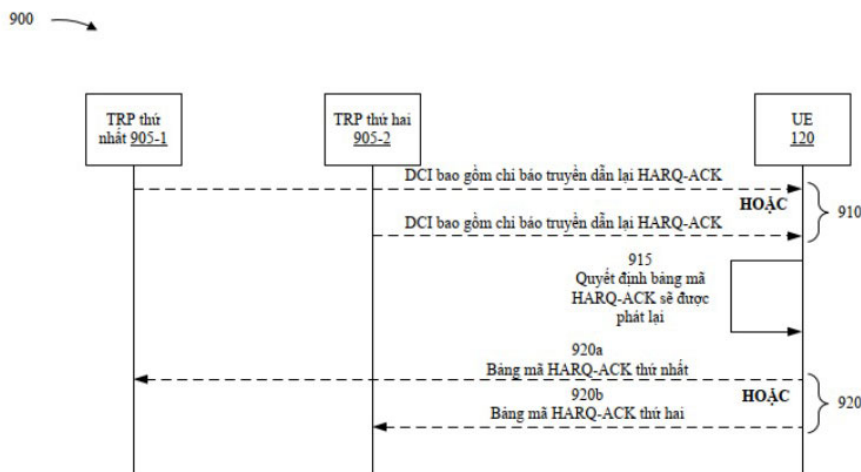 900
TRP thứ
nhất 905-1
TRP thứ hai
905-2
UE
120
DCI bao gồm chỉ báo truyền dẫn lại HARQ-ACK
HOẶC
910
DCI bao gồm chỉ báo truyền dẫn lại HARQ-ACK
915
Quyết định bảng mã
HARQ-ACK sẽ được
phát lại
920a
Bảng mã HARQ-ACK thứ nhất
920b
HOẶC
920
Bảng mã HARQ-ACK thứ hai